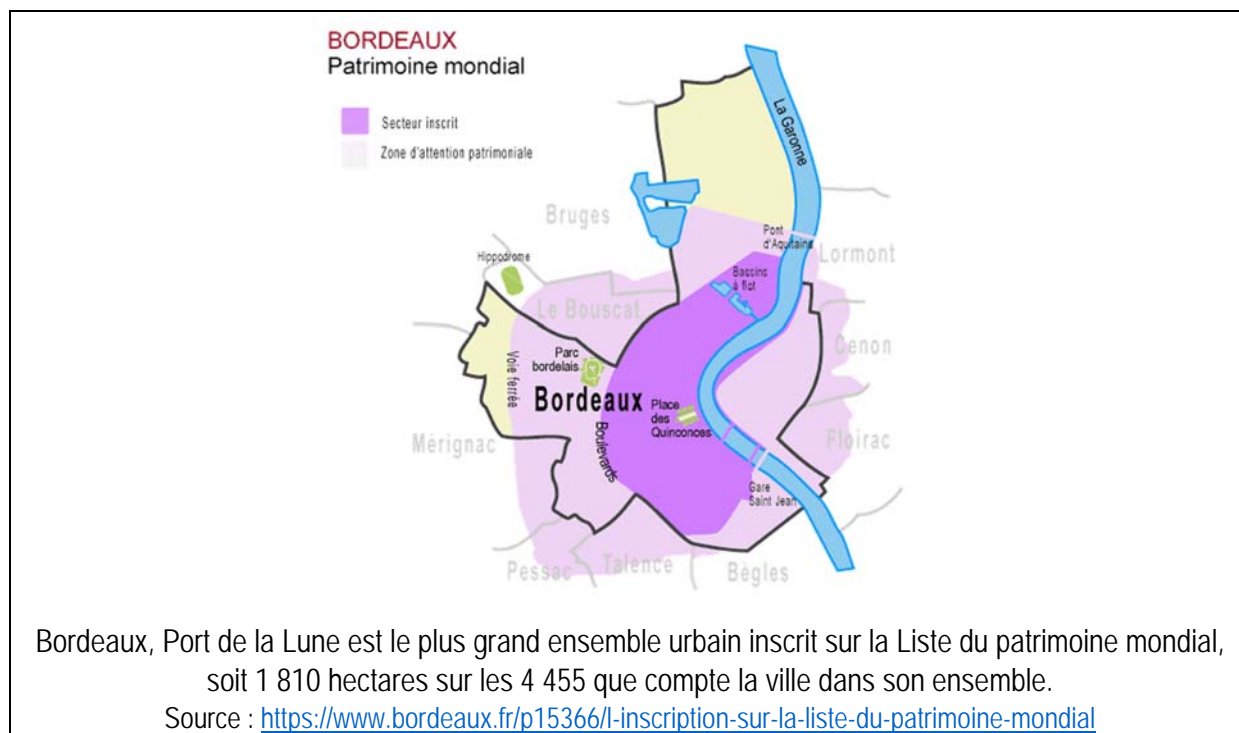 BORDEAUX
Patrimoine mondial
Secteur inscrit
Zone d'attention patrimoniale
La Garonne
Bruges
Pont
d'Aquitaine
Lormont
Hippodrome
Bassins
à flot
Le Bouscat
Cenon
Voie ferrée
Parc
bordelais
Bordeaux
Place
des
Quinconces
Boulevards
Mérignac
Floirac
Gare
Saint Jean
Pessac
Talence
Bègles
Bordeaux, Port de la Lune est le plus grand ensemble urbain inscrit sur la Liste du patrimoine mondial,
soit 1 810 hectares sur les 4 455 que compte la ville dans son ensemble.
Source : https://www.bordeaux.fr/p15366/l-inscription-sur-la-liste-du-patrimoine-mondial